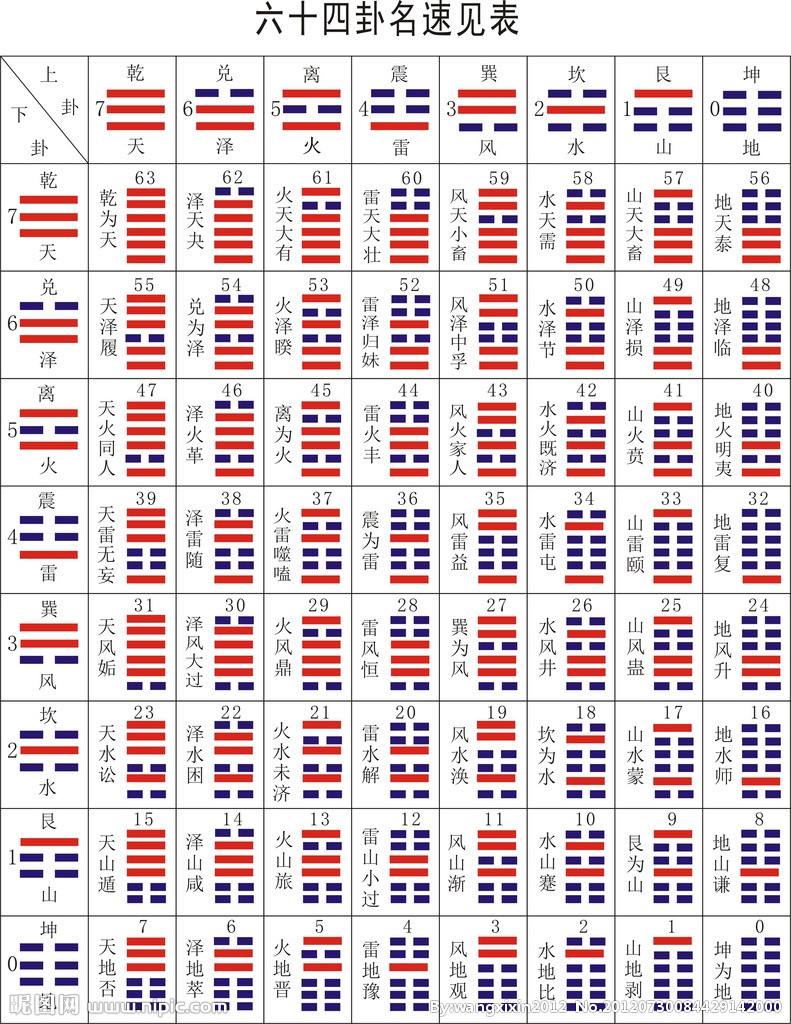 六十四卦名速见表
上卦 下卦
乾 7 天
兑 6 泽
离 5 火
震 4 雷
巽 3 风
坎 2 水
艮 1 山
坤 0 地
乾 7 天
63 乾为天
62 泽天夬
61 火天大有
60 雷天大壮
59 风天小畜
58 水天需
57 山天大畜
56 地天泰
兑 6 泽
55 天泽履
54 兑为泽
53 火泽睽
52 雷泽归妹
51 风泽中孚
50 水泽节
49 山泽损
48 地泽临
离 5 火
47 天火同人
46 泽火革
45 离为火
44 雷火丰
43 风火家人
42 水火既济
41 山火贲
40 地火明夷
震 4 雷
39 天雷无妄
38 泽雷随
37 火雷噬嗑
36 震为雷
35 风雷益
34 水雷屯
33 山雷颐
32 地雷复
巽 3 风
31 天风姤
30 泽风大过
29 火风鼎
28 雷风恒
27 巽为风
26 水风井
25 山风蛊
24 地风升
坎 2 水
23 天水讼
22 泽水困
21 火水未济
20 雷水解
19 风水涣
18 坎为水
17 山水蒙
16 地水师
艮 1 山
15 天山遁
14 泽山咸
13 火山旅
12 雷山小过
11 风山渐
10 水山蹇
9 艮为山
8 地山谦
坤 0 地
7 天地否
6 泽地萃
5 火地晋
4 雷地豫
3 风地观
2 水地比
1 山地剥
0 坤为地
昵图网 www.nipic.com
By:wangxixin2012 No.20120730084429142000